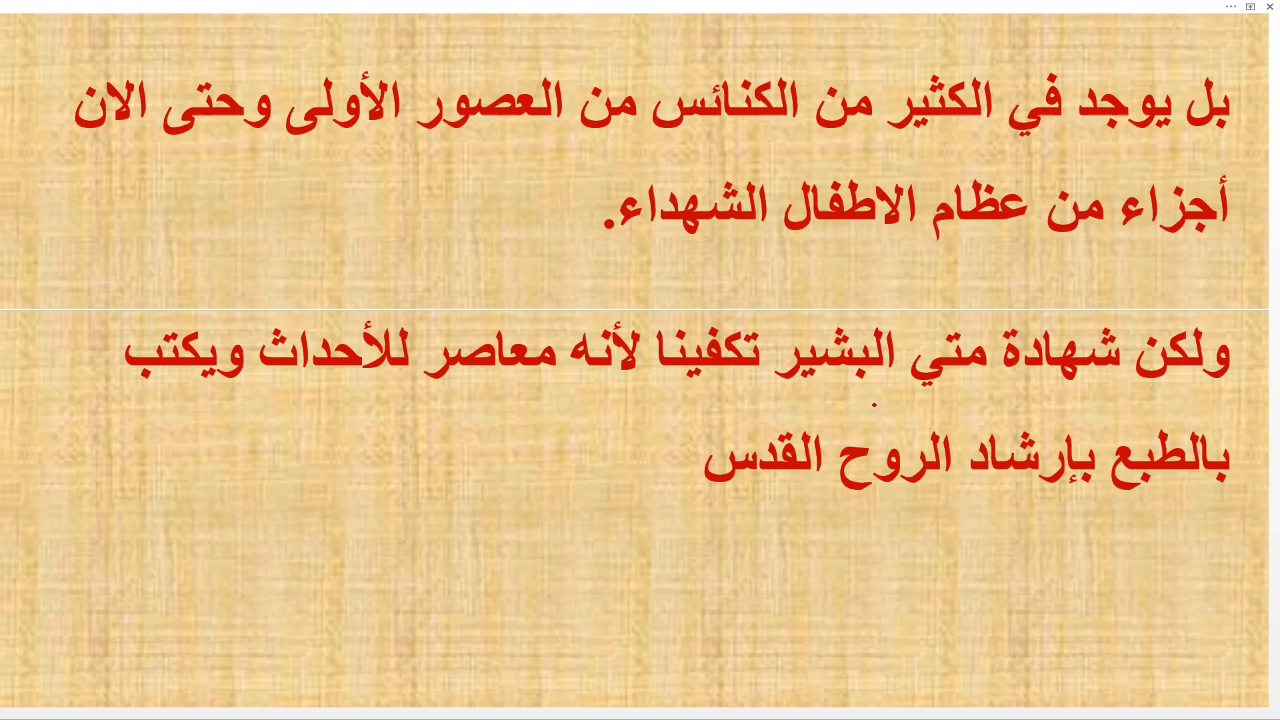 بل يوجد في الكثير من الكنائس من العصور الأولى وحتى الان
أجزاء من عظام الاطفال الشهداء.
ولكن شهادة متي البشير تكفينا لأنه معاصر للأحداث ويكتب
بالطبع بإرشاد الروح القدس